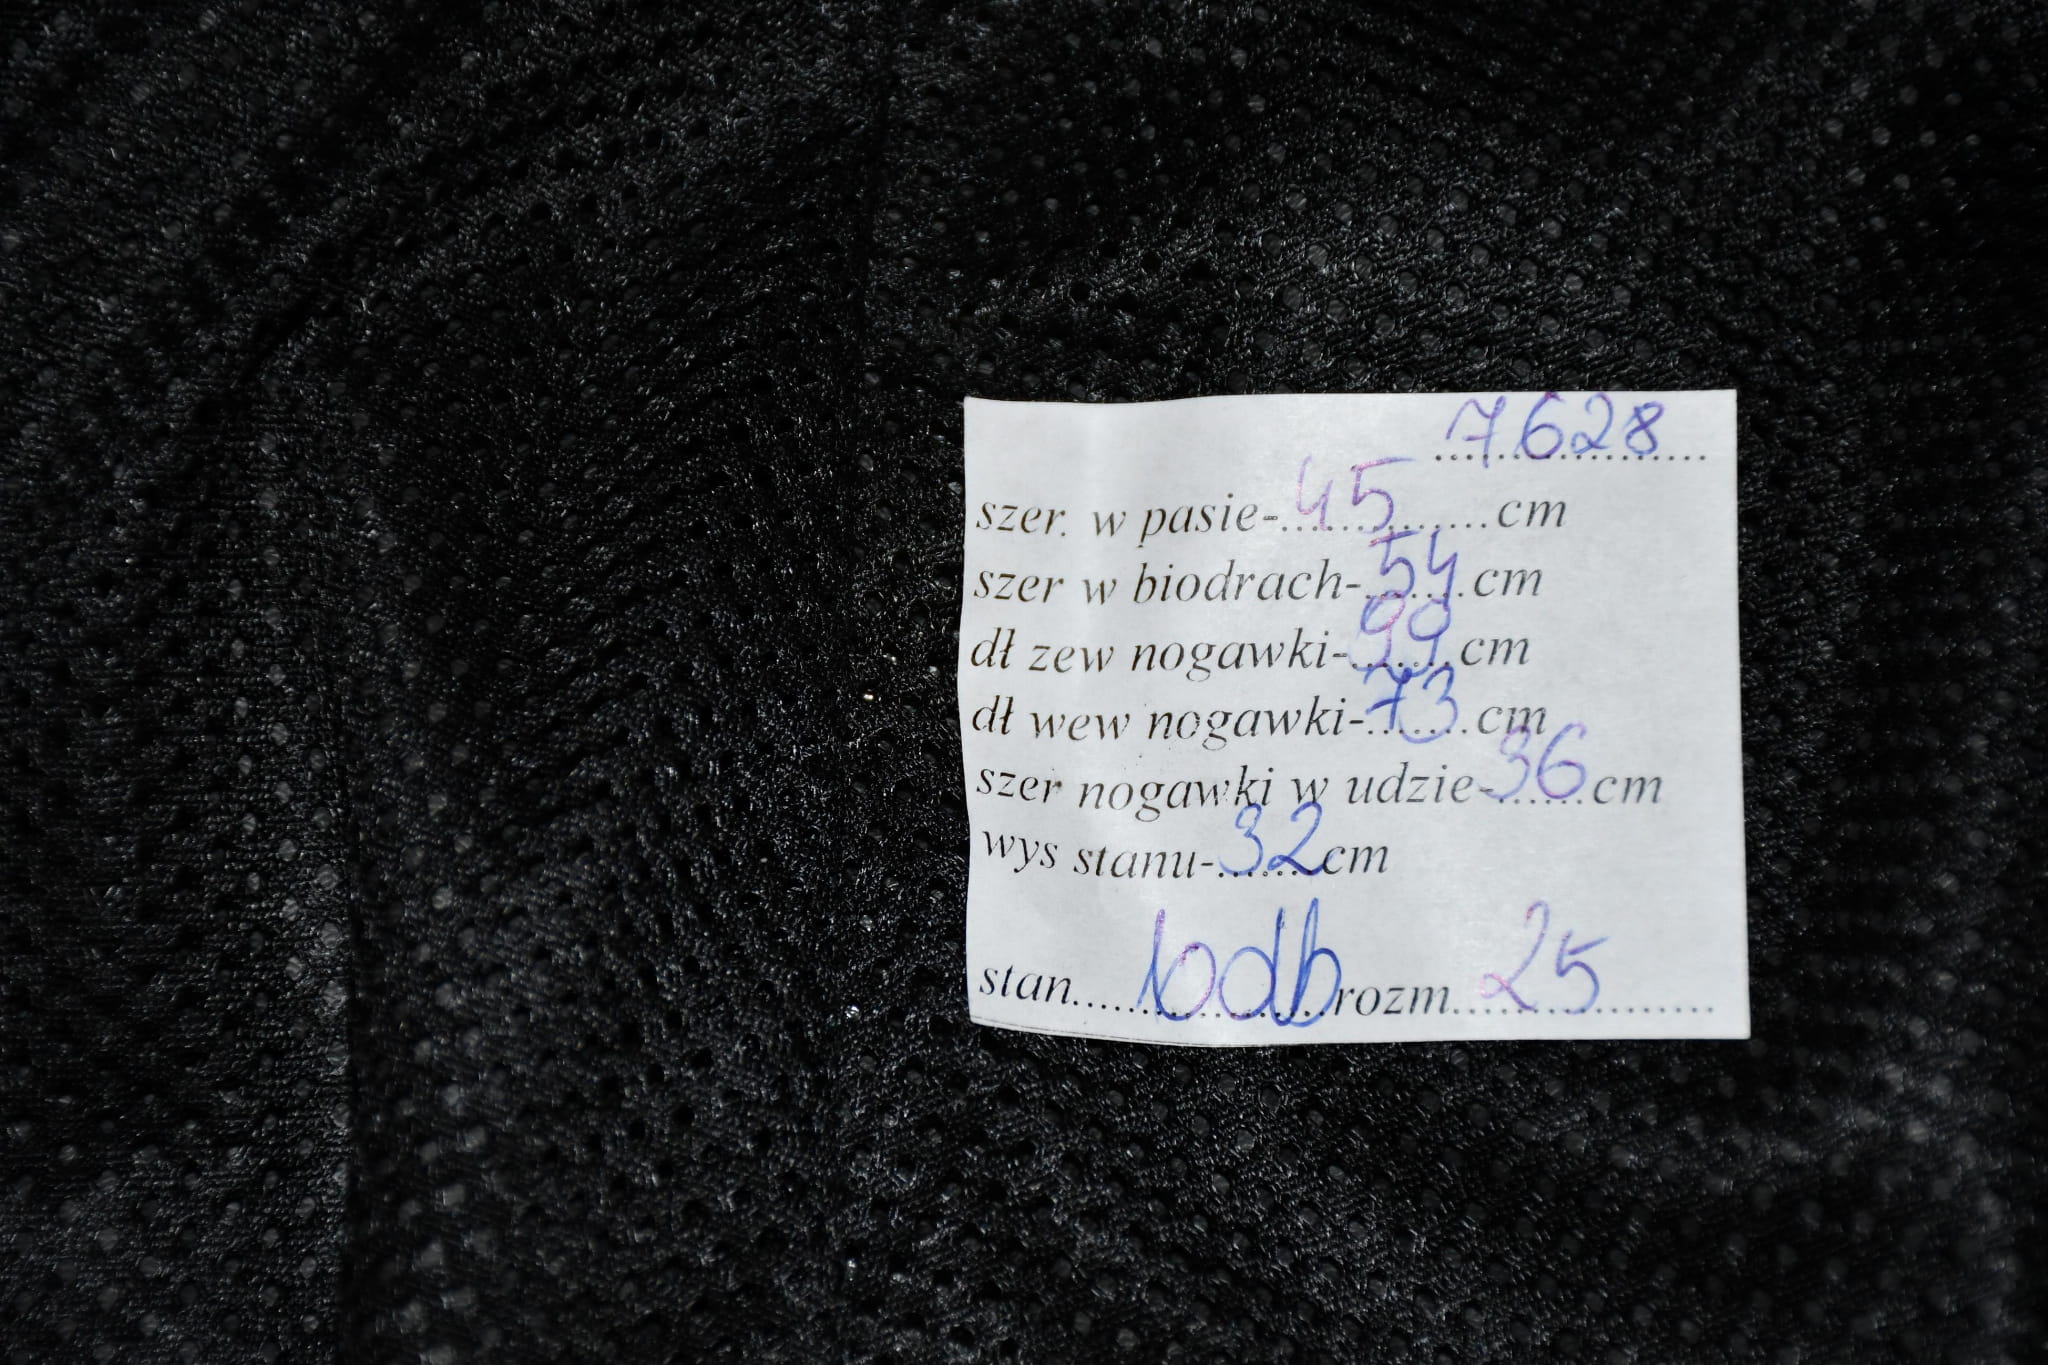 7628
szer. w pasie-45cm
szer w biodrach-54cm
dł zew nogawki-99cm
dł wew nogawki-73cm
szer nogawki w udzie-36cm
wys stanu-32cm
stan....bdb rozm..25